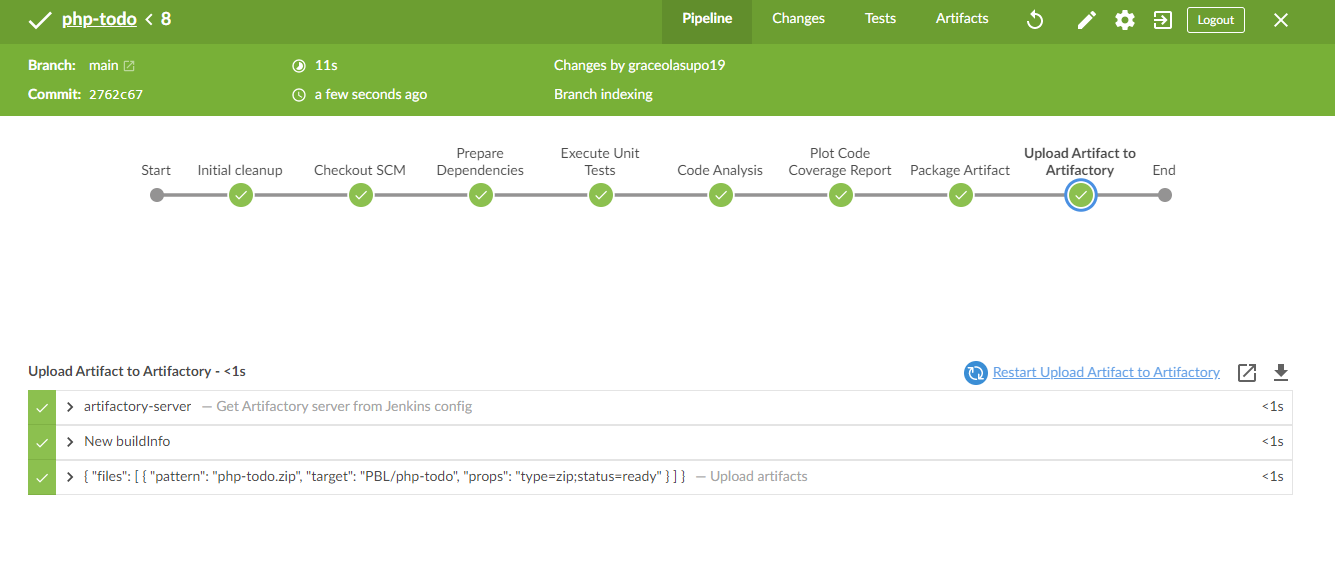 php-todo < 8
Pipeline Changes Tests Artifacts Logout
Branch: main 11s Changes by graceolasupo19
Commit: 2762c67 a few seconds ago Branch indexing
Start Initial cleanup Checkout SCM Prepare Dependencies Execute Unit Tests Code Analysis Plot Code Coverage Report Package Artifact Upload Artifact to Artifactory End
Upload Artifact to Artifactory - <1s Restart Upload Artifact to Artifactory
artifactory-server — Get Artifactory server from Jenkins config <1s
New buildInfo <1s
{ "files": [ { "pattern": "php-todo.zip", "target": "PBL/php-todo", "props": "type=zip;status=ready" } ] } — Upload artifacts <1s